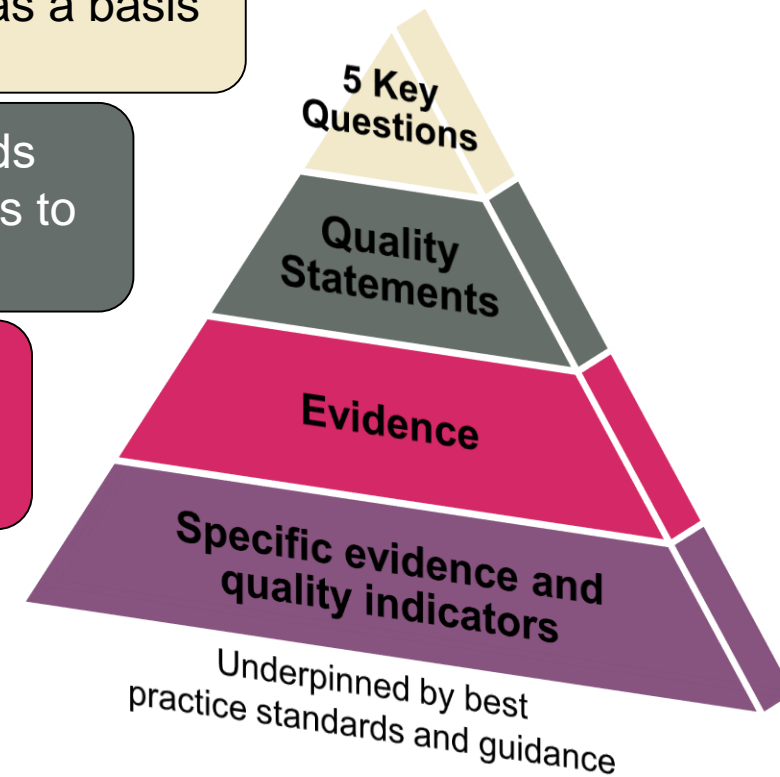 as a basis
5 Key
Questions
s to
Quality
Statements
Evidence
Specific evidence and
quality indicators
Underpinned by best
practice standards and guidance